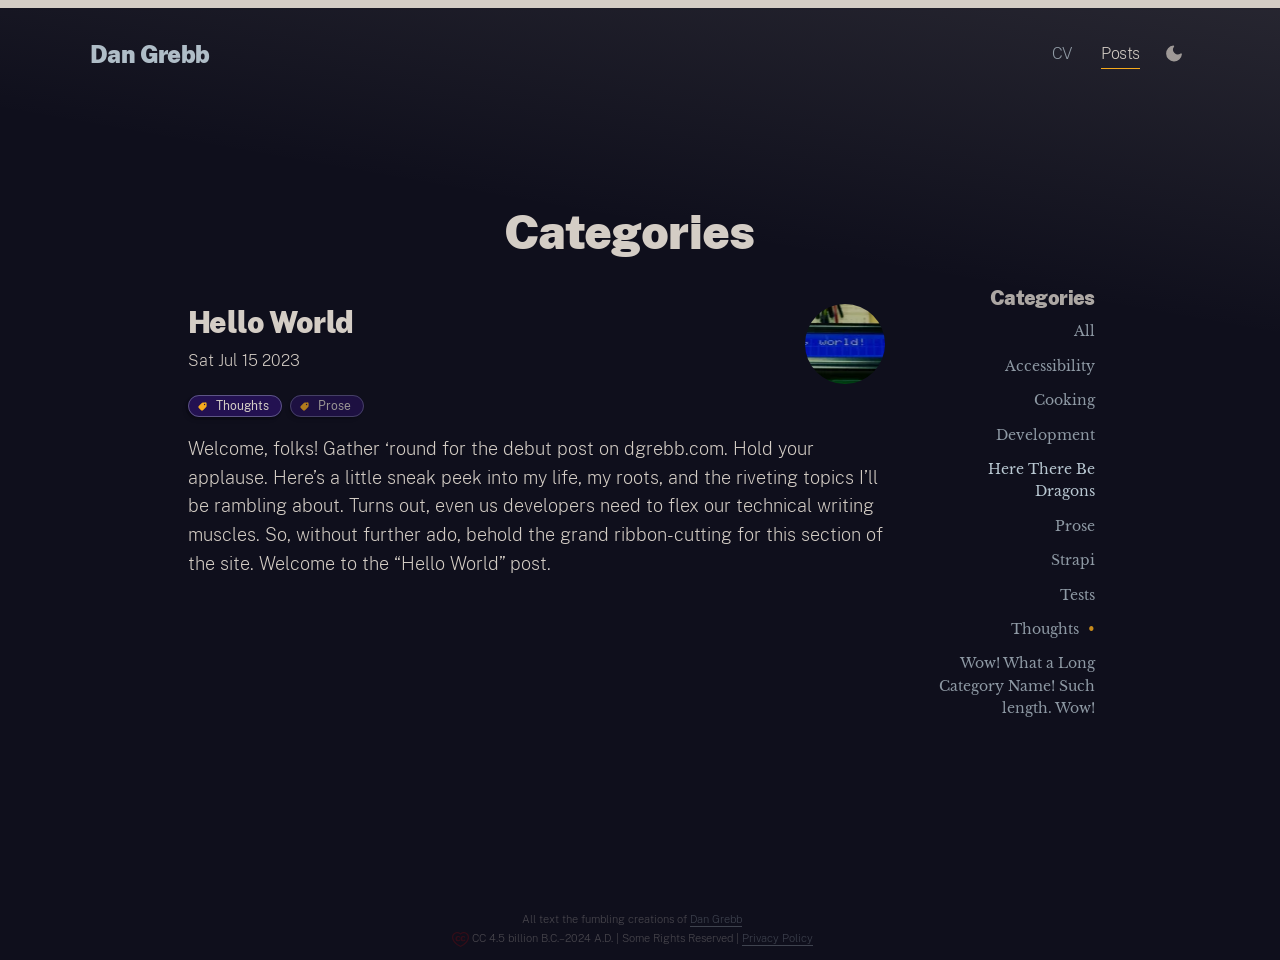 Dan Grebb
CV
Posts
Categories
Hello World
Sat Jul 15 2023
world!
Thoughts
Prose
Welcome, folks! Gather ‘round for the debut post on dgrebb.com. Hold your
applause. Here’s a little sneak peek into my life, my roots, and the riveting topics I’ll
be rambling about. Turns out, even us developers need to flex our technical writing
muscles. So, without further ado, behold the grand ribbon-cutting for this section of
the site. Welcome to the “Hello World” post.
Categories
All
Accessibility
Cooking
Development
Here There Be
Dragons
Prose
Strapi
Tests
Thoughts •
Wow! What a Long
Category Name! Such
length. Wow!
All text the fumbling creations of Dan Grebb
CC 4.5 billion B.C.–2024 A.D. | Some Rights Reserved | Privacy Policy